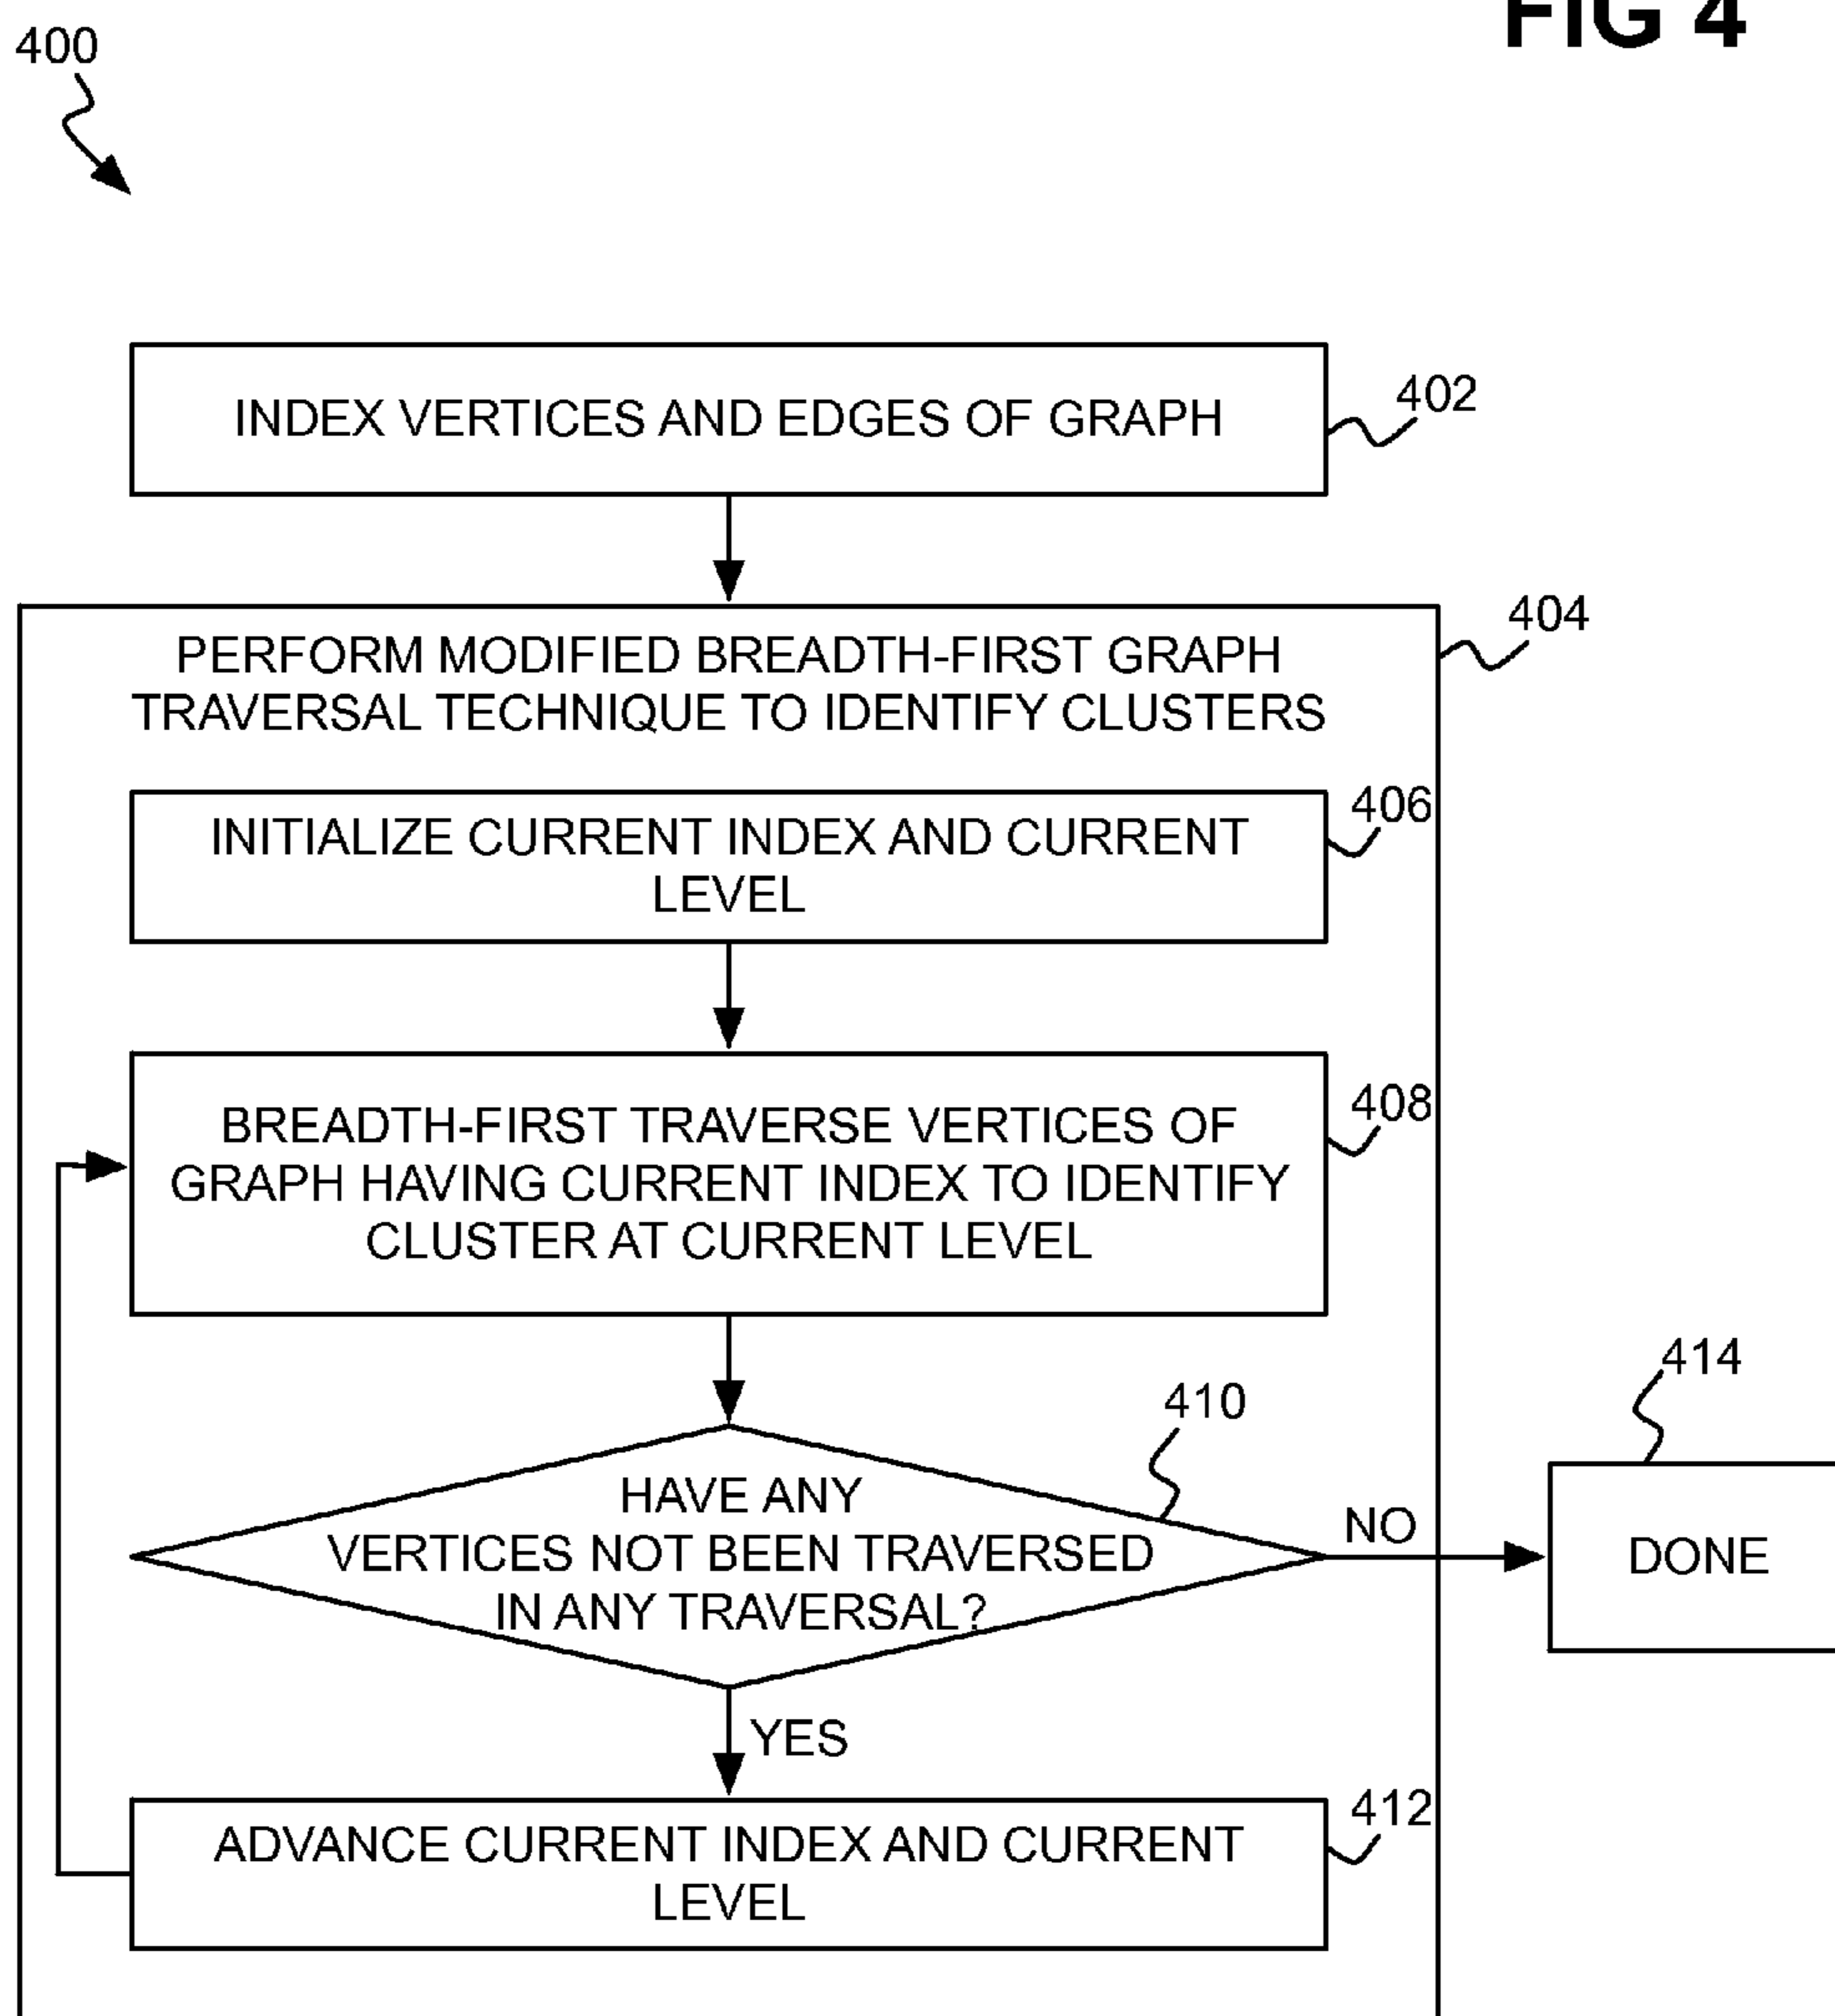 FIG 4
400
INDEX VERTICES AND EDGES OF GRAPH
402
404
PERFORM MODIFIED BREADTH-FIRST GRAPH
TRAVERSAL TECHNIQUE TO IDENTIFY CLUSTERS
406
INITIALIZE CURRENT INDEX AND CURRENT
LEVEL
408
BREADTH-FIRST TRAVERSE VERTICES OF
GRAPH HAVING CURRENT INDEX TO IDENTIFY
CLUSTER AT CURRENT LEVEL
410
HAVE ANY
VERTICES NOT BEEN TRAVERSED
IN ANY TRAVERSAL?
NO
414
DONE
YES
412
ADVANCE CURRENT INDEX AND CURRENT
LEVEL